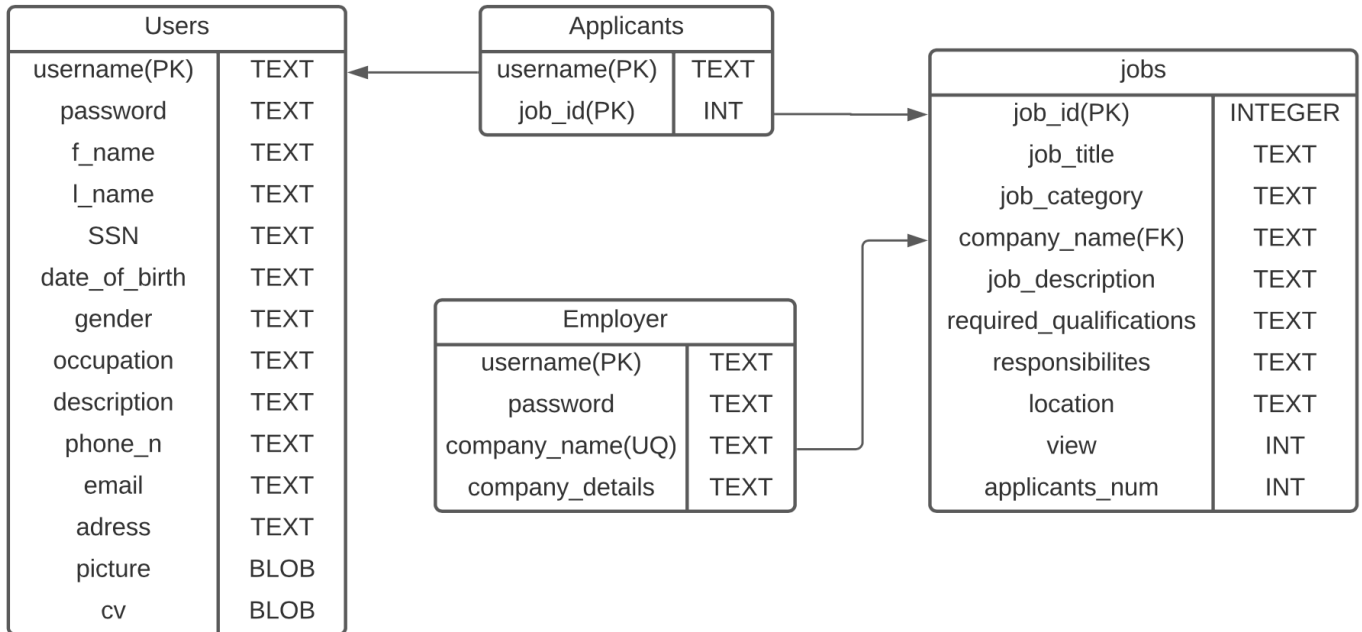 Users
username(PK) TEXT
password TEXT
f_name TEXT
l_name TEXT
SSN TEXT
date_of_birth TEXT
gender TEXT
occupation TEXT
description TEXT
phone_n TEXT
email TEXT
adress TEXT
picture BLOB
cv BLOB
Applicants
username(PK) TEXT
job_id(PK) INT
Employer
username(PK) TEXT
password TEXT
company_name(UQ) TEXT
company_details TEXT
jobs
job_id(PK) INTEGER
job_title TEXT
job_category TEXT
company_name(FK) TEXT
job_description TEXT
required_qualifications TEXT
responsibilites TEXT
location TEXT
view INT
applicants_num INT